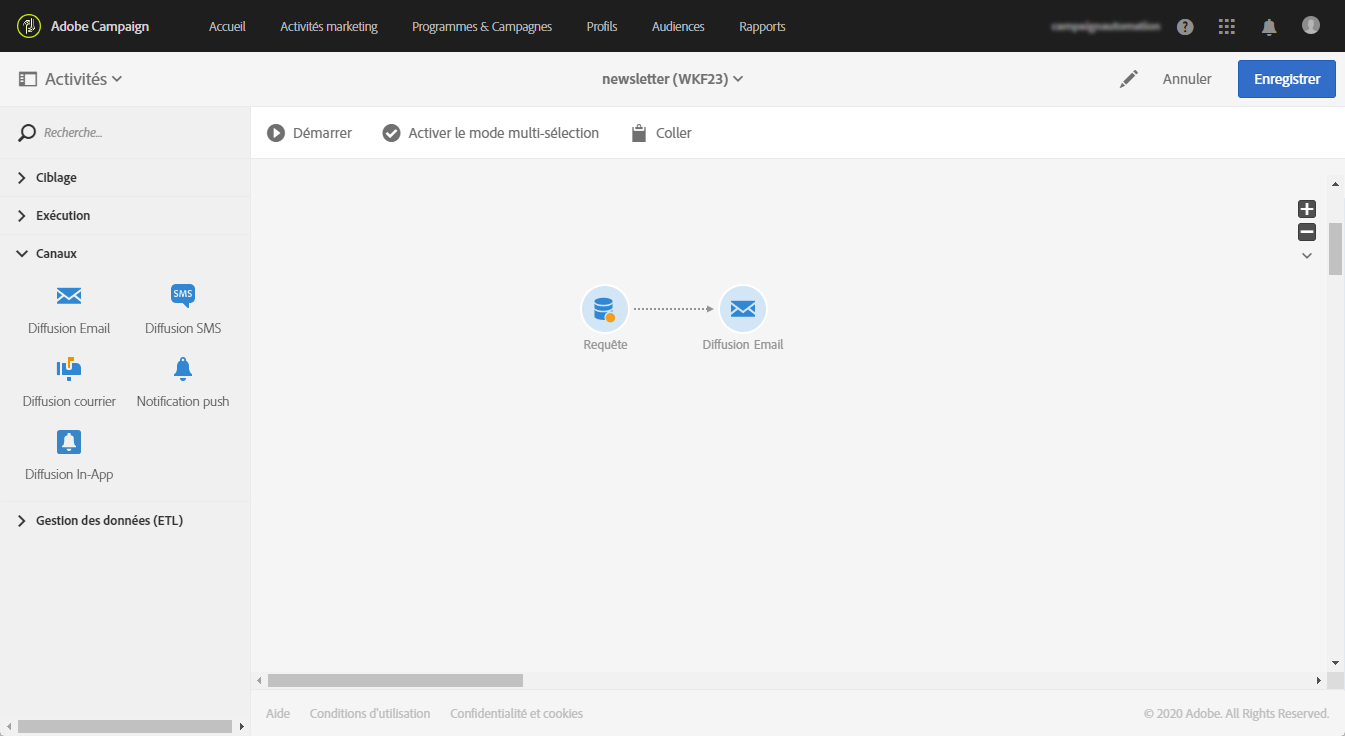 Adobe Campaign
Accueil
Activités marketing
Programmes & Campagnes
Profils
Audiences
Rapports
Activités
newsletter (WKF23)
Annuler
Enregistrer
Recherche...
Démarrer
Activer le mode multi-sélection
Coller
Ciblage
Exécution
Canaux
SMS
Diffusion Email
Diffusion SMS
Diffusion courrier
Notification push
Diffusion In-App
Gestion des données (ETL)
Requête
Diffusion Email
Aide
Conditions d'utilisation
Confidentialité et cookies
© 2020 Adobe. All Rights Reserved.